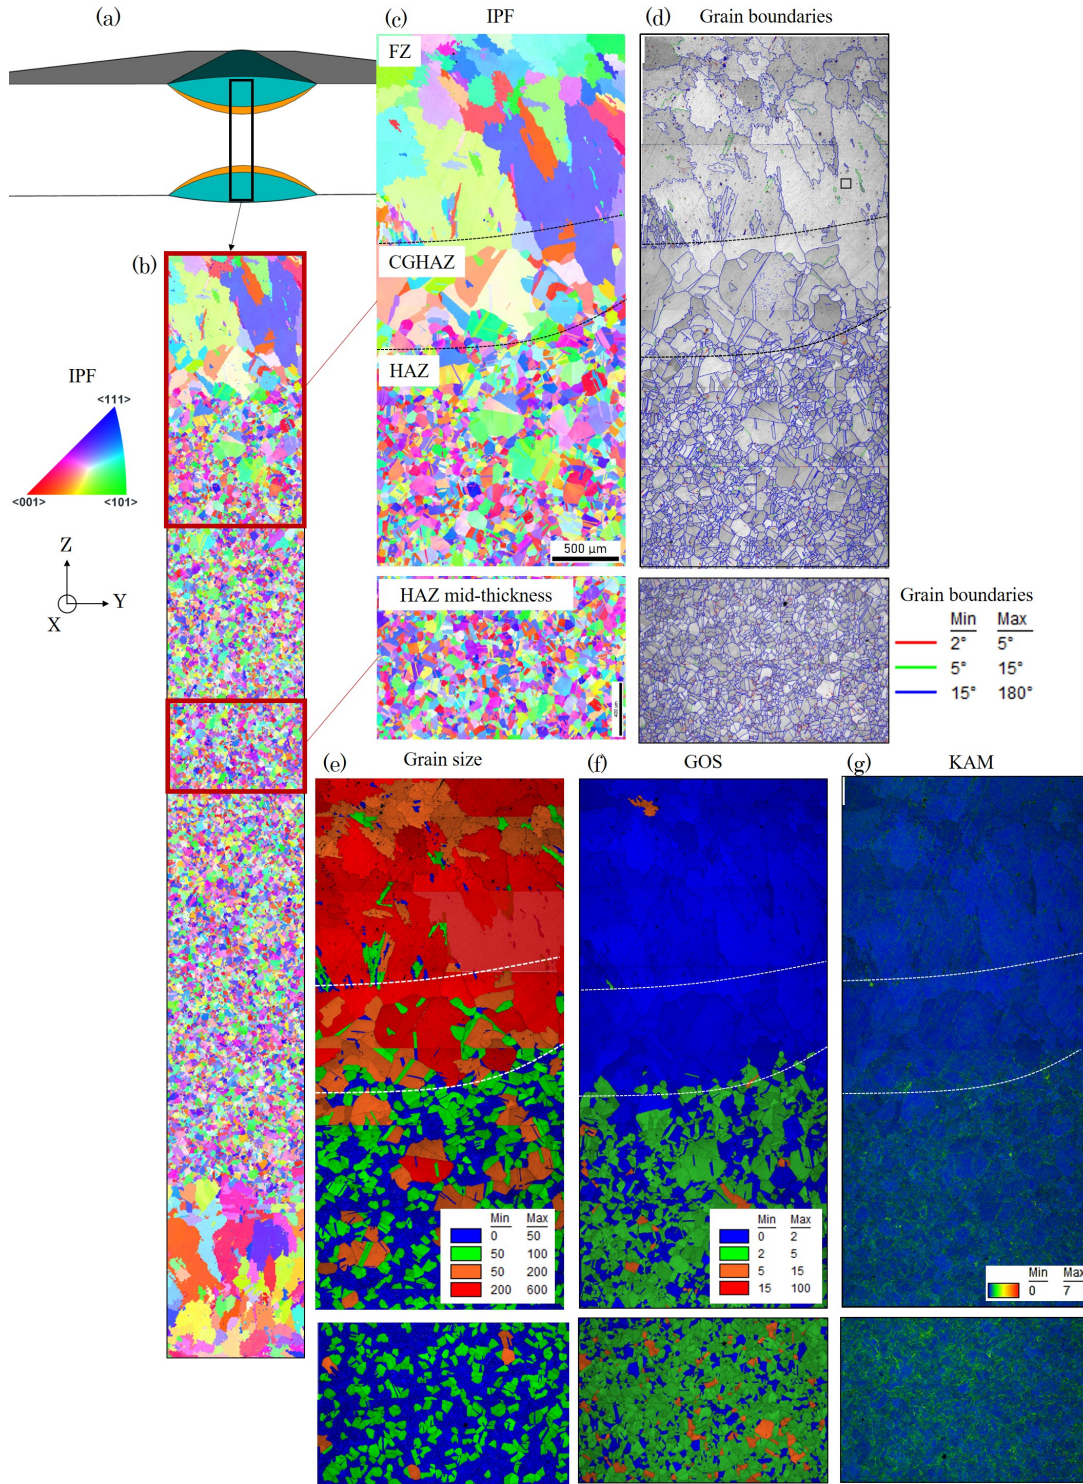 (a)
(c)
IPF
(d)
Grain boundaries
FZ
CGHAZ
HAZ
500 µm
(b)
IPF
<111>
<001>
<101>
Z
Y
X
HAZ mid-thickness
Grain boundaries
Min Max
2° 5°
5° 15°
15° 180°
(e)
Grain size
(f)
GOS
(g)
KAM
Min Max
0 50
50 100
50 200
200 600
Min Max
0 2
2 5
5 15
15 100
Min Max
0 7